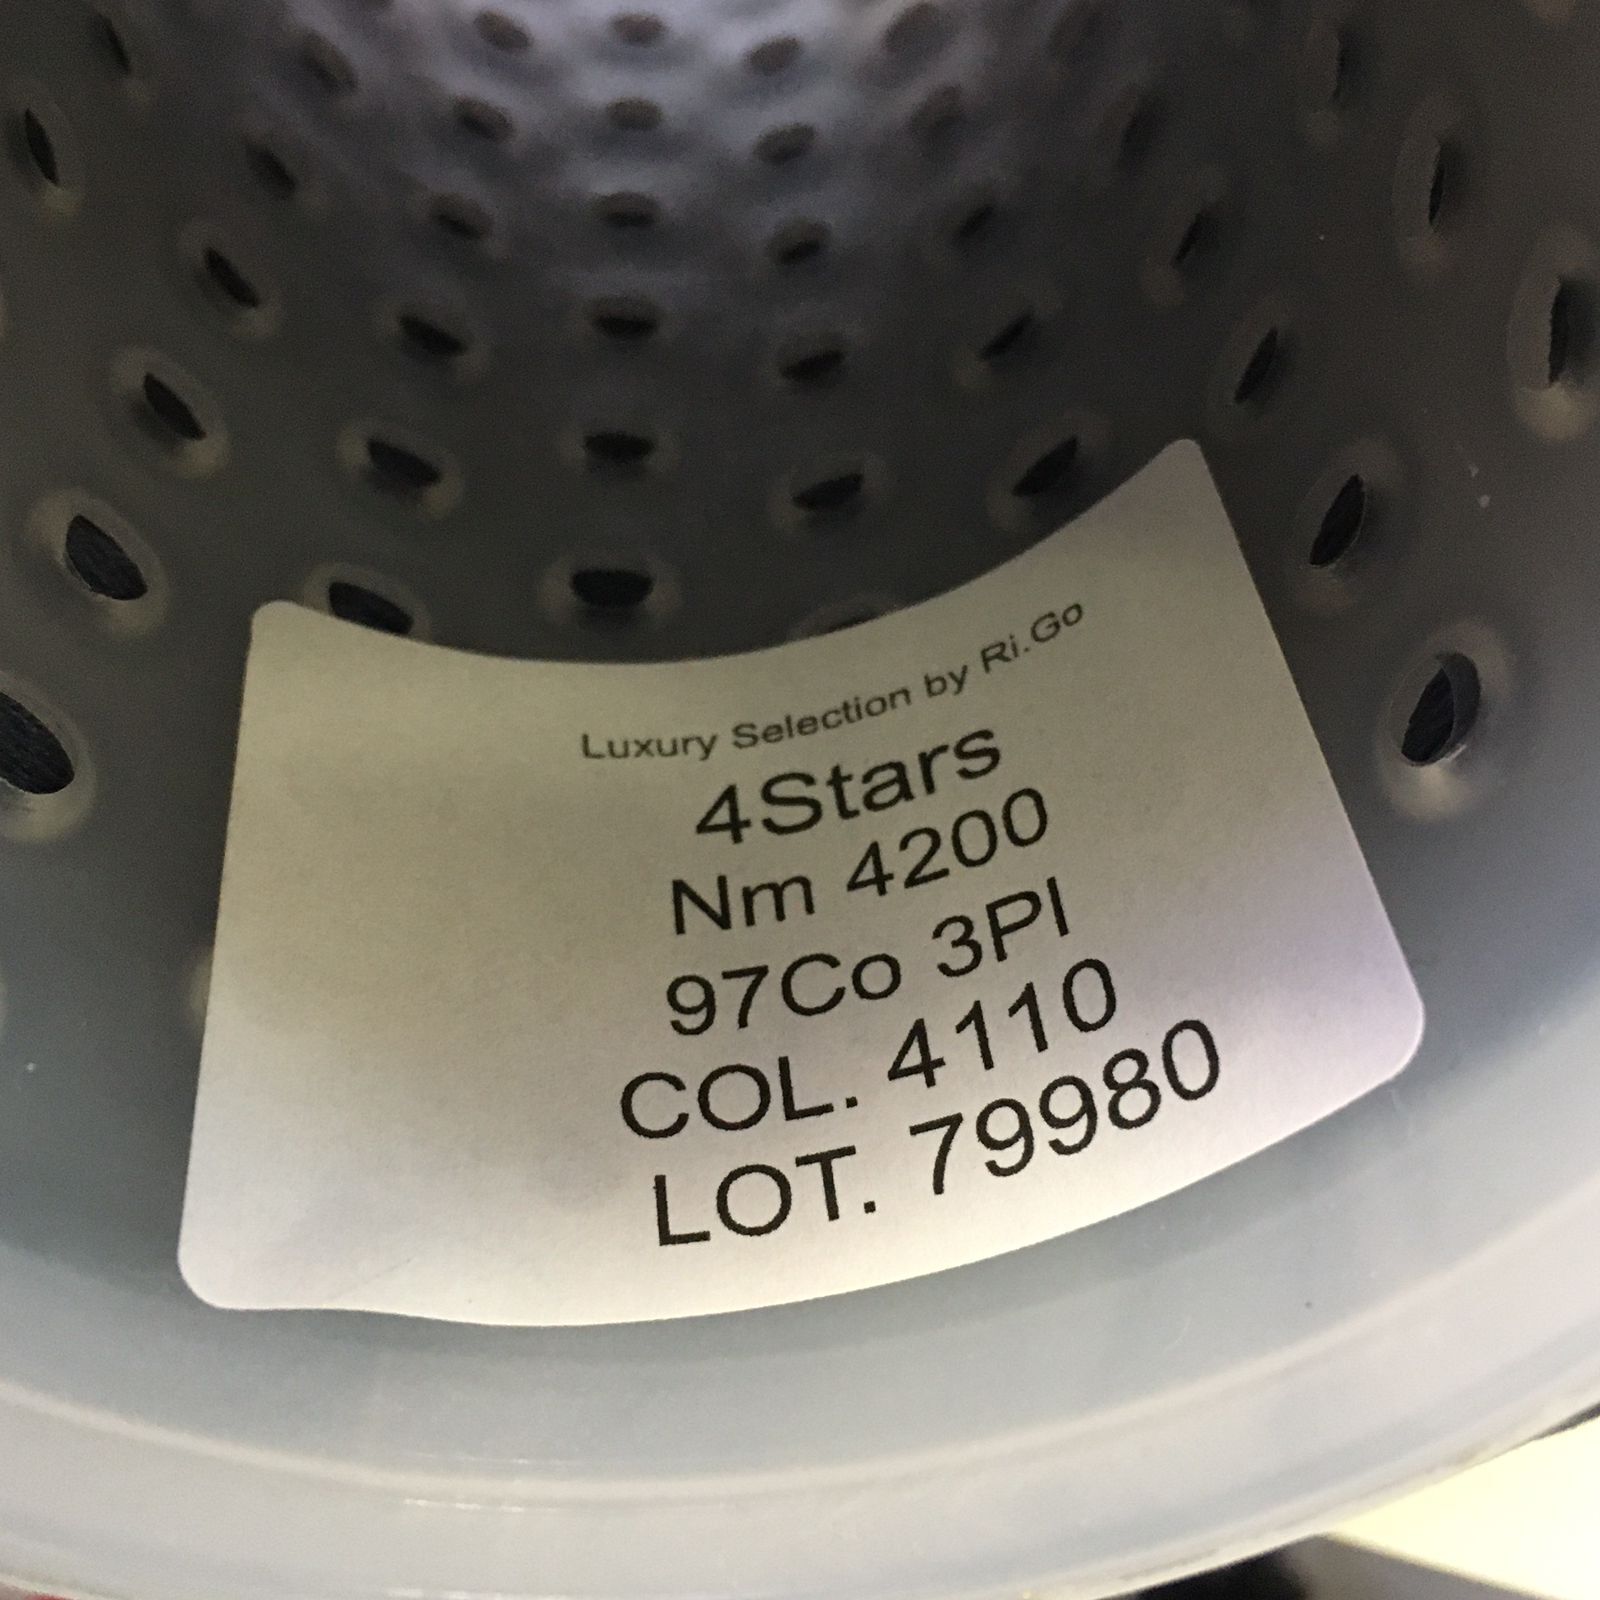 Luxury Selection by Ri.Go
4Stars
Nm 4200
97Co 3Pl
COL. 4110
LOT. 79980